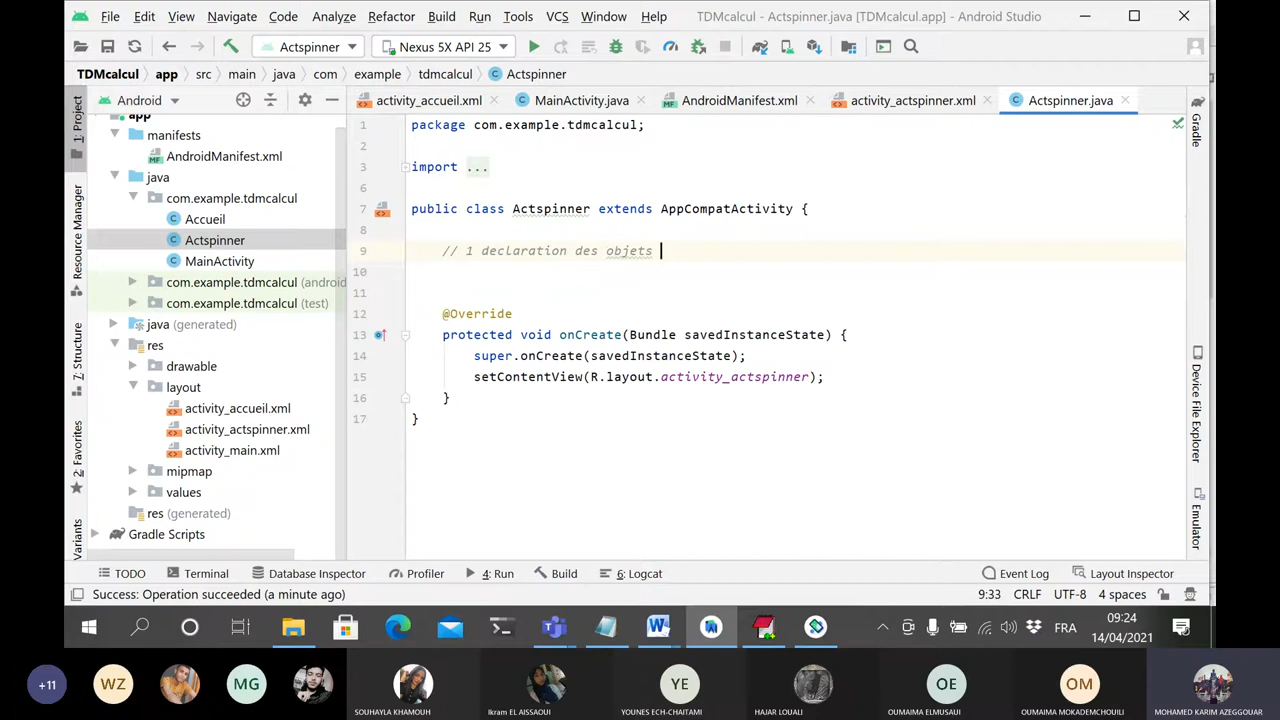 File Edit View Navigate Code Analyze Refactor Build Run Tools VCS Window Help TDMcalcul - Actspinner.java [TDMcalcul.app] - Android Studio
Actspinner Nexus 5X API 25
TDMcalcul app src main java com example tdmcalcul Actspinner
1: Project
Resource Manager
7: Structure
2: Favorites
Variants
Android
app
manifests
AndroidManifest.xml
java
com.example.tdmcalcul
Accueil
Actspinner
MainActivity
com.example.tdmcalcul (android
com.example.tdmcalcul (test)
java (generated)
res
drawable
layout
activity_accueil.xml
activity_actspinner.xml
activity_main.xml
mipmap
values
res (generated)
Gradle Scripts
activity_accueil.xml MainActivity.java AndroidManifest.xml activity_actspinner.xml Actspinner.java
1 package com.example.tdmcalcul;
2
3 import ...
6
7 public class Actspinner extends AppCompatActivity {
8
9 // 1 declaration des objets
10
11
12 @Override
13 protected void onCreate(Bundle savedInstanceState) {
14 super.onCreate(savedInstanceState);
15 setContentView(R.layout.activity_actspinner);
16 }
17 }
Gradle
Device File Explorer
Emulator
TODO Terminal Database Inspector Profiler 4: Run Build 6: Logcat Event Log Layout Inspector
Success: Operation succeeded (a minute ago) 9:33 CRLF UTF-8 4 spaces
FRA
09:24
14/04/2021
+11 WZ MG YE OE OM
SOUHAYLA KHAMOUH Ikram EL AISSAOUI YOUNES ECH-CHAITAMI HAJAR LOUALI OUMAIMA ELMUSAUI OUMAIMA MOKADEMCHOULI MOHAMED KARIM AZEGGOUAR